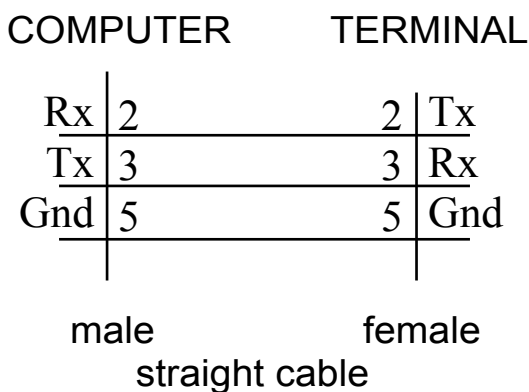 COMPUTER TERMINAL
Rx 2 2 Tx
Tx 3 3 Rx
Gnd 5 5 Gnd
male female
straight cable